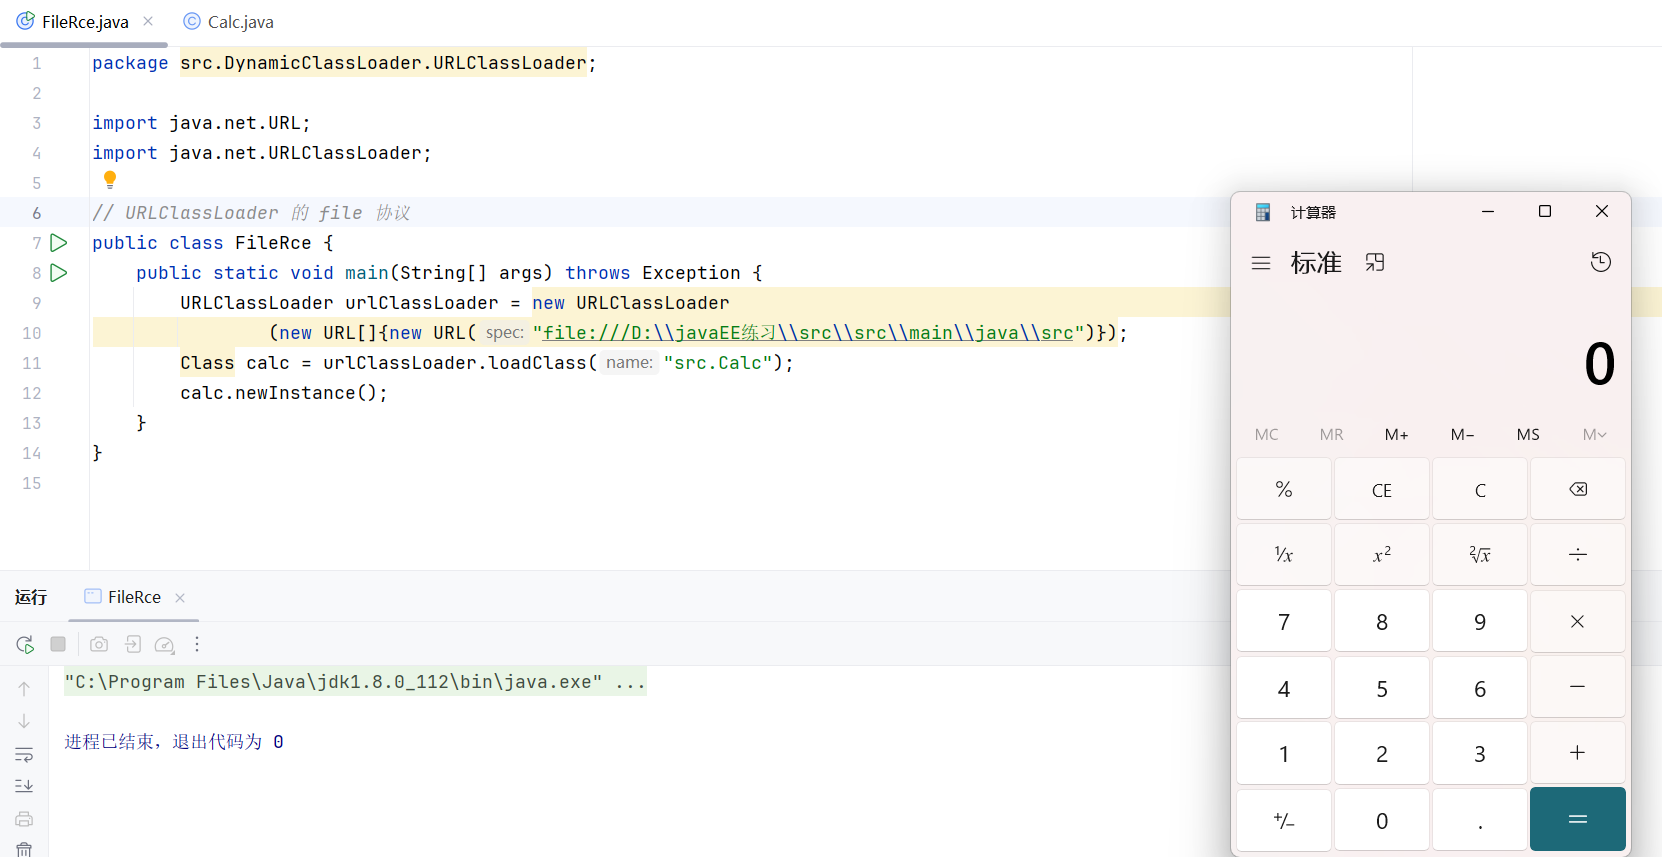 FileRce.java
Calc.java
1 package src.DynamicClassLoader.URLClassLoader;
2
3 import java.net.URL;
4 import java.net.URLClassLoader;
5
6 // URLClassLoader 的 file 协议
7 public class FileRce {
8 public static void main(String[] args) throws Exception {
9 URLClassLoader urlClassLoader = new URLClassLoader
10 (new URL[]{new URL( spec: "file:///D:\\javaEE练习\\src\\src\\main\\java\\src")});
11 Class calc = urlClassLoader.loadClass( name: "src.Calc");
12 calc.newInstance();
13 }
14 }
15
运行 FileRce
"C:\Program Files\Java\jdk1.8.0_112\bin\java.exe" ...
进程已结束，退出代码为 0
计算器
标准
0
MC MR M+ M− MS M
% CE C
1/x x² ²√x ÷
7 8 9 ×
4 5 6 −
1 2 3 +
+/− 0 . =